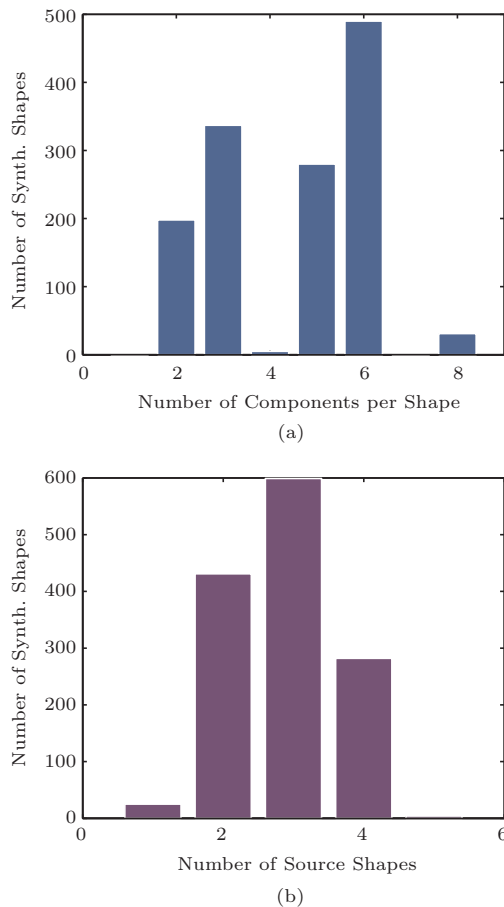 500
400
300
200
100
0
Number of Synth. Shapes
0 2 4 6 8
Number of Components per Shape
(a)
600
500
400
300
200
100
0
Number of Synth. Shapes
0 2 4 6
Number of Source Shapes
(b)